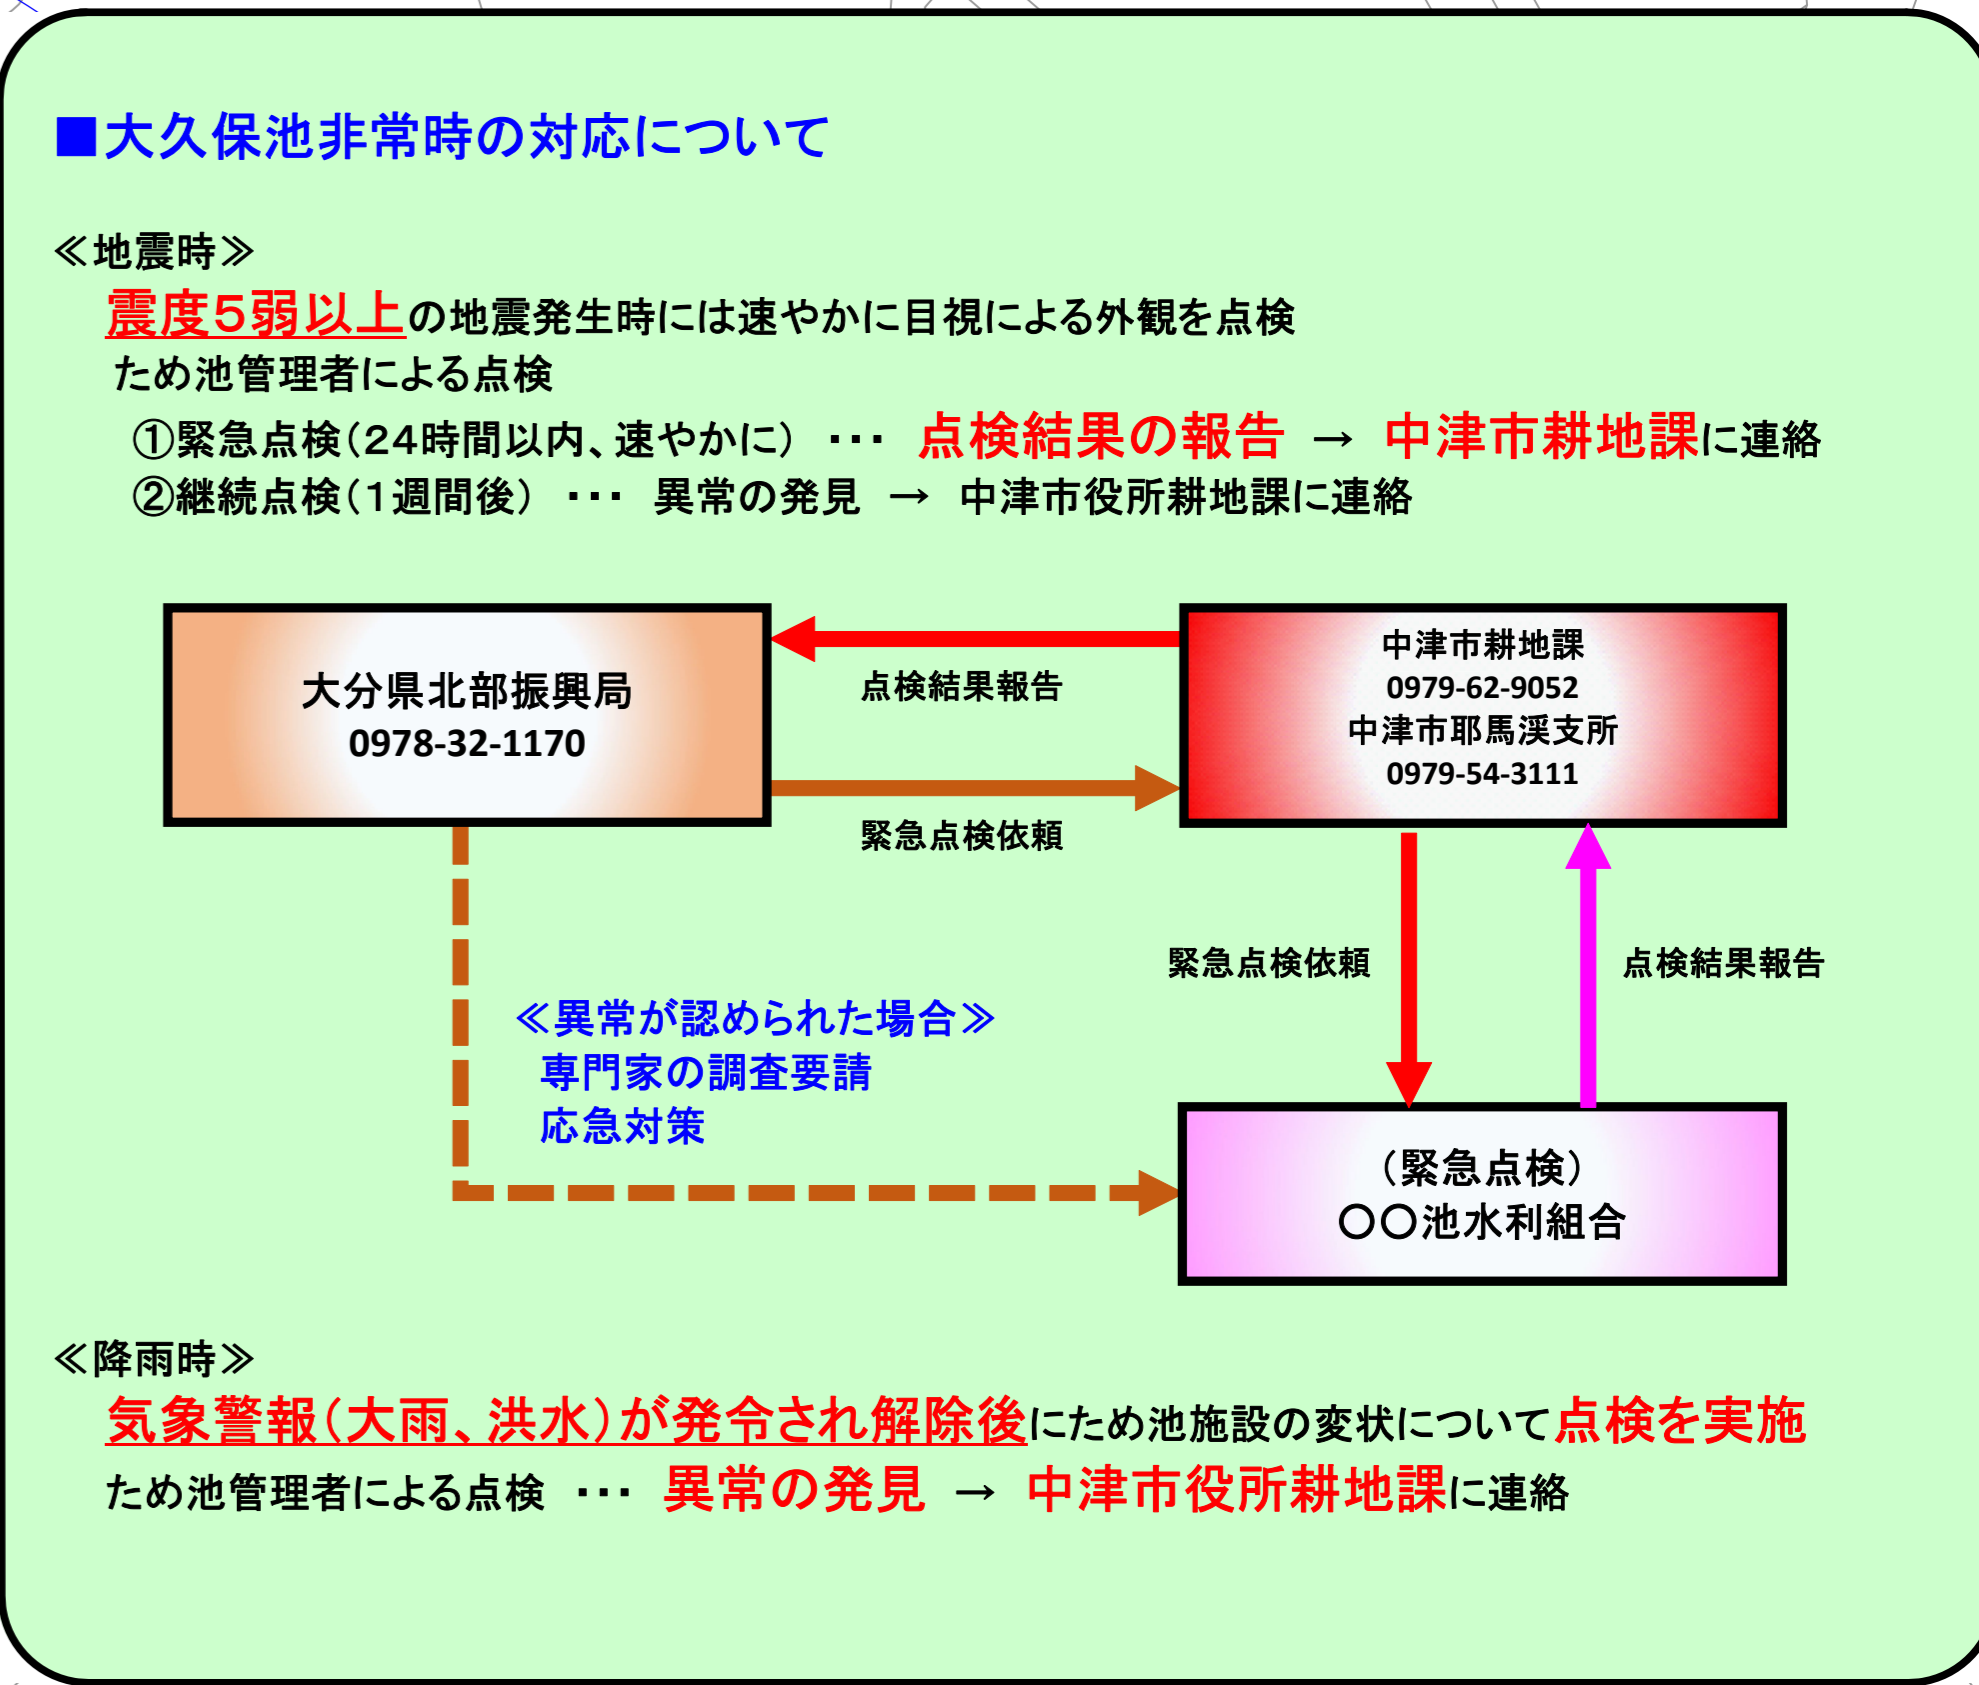 ■大久保池非常時の対応について
≪地震時≫
震度5弱以上の地震発生時には速やかに目視による外観を点検
ため池管理者による点検
①緊急点検(24時間以内、速やかに) ･･･ 点検結果の報告 → 中津市耕地課に連絡
②継続点検(1週間後) ･･･ 異常の発見 → 中津市役所耕地課に連絡
大分県北部振興局
0978-32-1170
点検結果報告
緊急点検依頼
中津市耕地課
0979-62-9052
中津市耶馬溪支所
0979-54-3111
緊急点検依頼
点検結果報告
≪異常が認められた場合≫
専門家の調査要請
応急対策
(緊急点検)
〇〇池水利組合
≪降雨時≫
気象警報(大雨、洪水)が発令され解除後にため池施設の変状について点検を実施
ため池管理者による点検 ･･･ 異常の発見 → 中津市役所耕地課に連絡